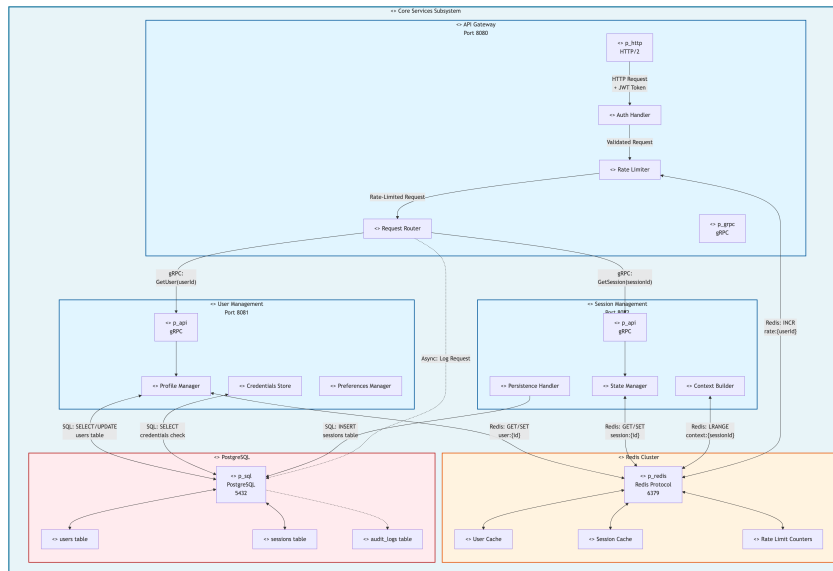 <> Core Services Subsystem
<> API Gateway
Port 8080
<> p_http
HTTP/2
HTTP Request
+ JWT Token
<> Auth Handler
Validated Request
<> Rate Limiter
Rate-Limited Request
<> Request Router
<> p_grpc
gRPC
gRPC:
GetUser(userId)
gRPC:
GetSession(sessionId)
<> User Management
Port 8081
<> p_api
gRPC
<> Profile Manager
<> Credentials Store
<> Preferences Manager
Async: Log Request
<> Session Management
Port
<> p_api
gRPC
<> Persistence Handler
<> State Manager
<> Context Builder
Redis: INCR
rate:{userId}
SQL: SELECT/UPDATE
users table
SQL: SELECT
credentials check
SQL: INSERT
sessions table
Redis: GET/SET
user:{id}
Redis: GET/SET
session:{id}
Redis: LRANGE
context:{sessionId}
<> PostgreSQL
<> p_sql
PostgreSQL
5432
<> users table
<> sessions table
<> audit_logs table
<> Redis Cluster
<> p_redis
Redis Protocol
6379
<> User Cache
<> Session Cache
<> Rate Limit Counters